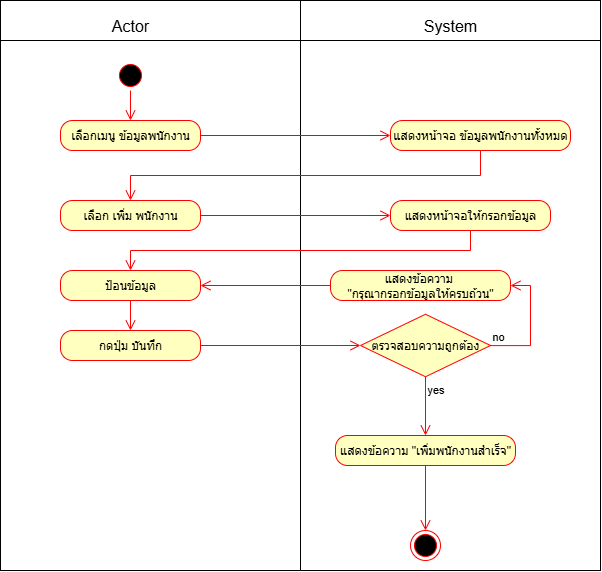 Actor
System
เลือกเมนู ข้อมูลพนักงาน
แสดงหน้าจอ ข้อมูลพนักงานทั้งหมด
เลือก เพิ่ม พนักงาน
แสดงหน้าจอให้กรอกข้อมูล
ป้อนข้อมูล
แสดงข้อความ
"กรุณากรอกข้อมูลให้ครบถ้วน"
กดปุ่ม บันทึก
ตรวจสอบความถูกต้อง
no
yes
แสดงข้อความ "เพิ่มพนักงานสำเร็จ"